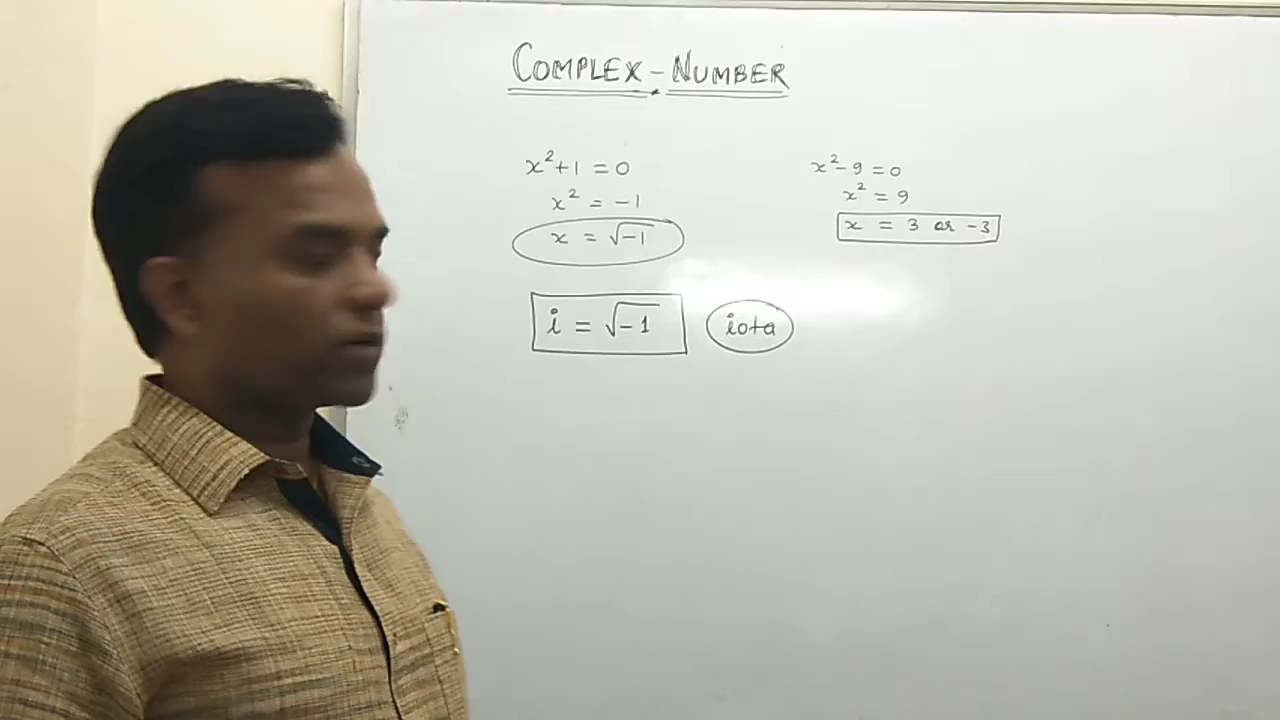 COMPLEX-NUMBER
x²+1 = 0
x² = -1
x = √-1
x²-9 = 0
x² = 9
x = 3 or -3
i = √-1
iota